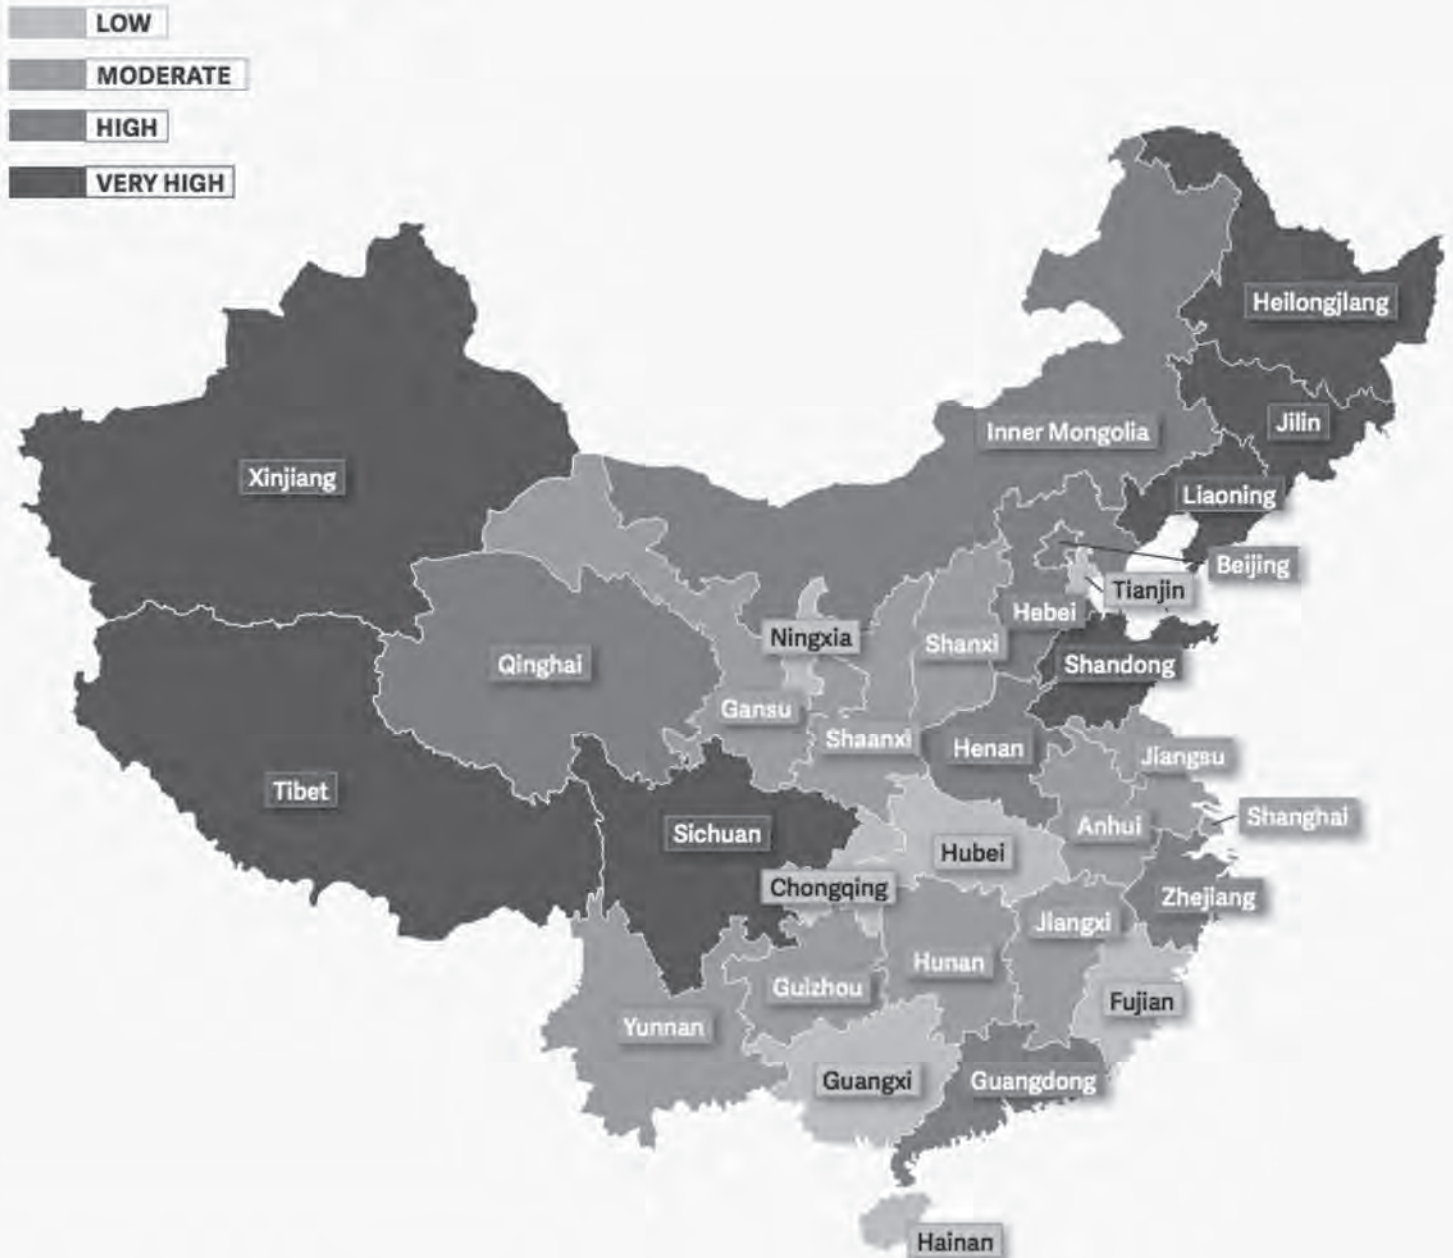 LOW
MODERATE
HIGH
VERY HIGH
Heilongjlang
Jilin
Inner Mongolia
Xinjiang
Liaoning
Beijing
Tianjin
Hebei
Ningxia
Shanxi
Qinghai
Shandong
Gansu
Shaanxi
Henan
Jiangsu
Tibet
Shanghai
Anhui
Sichuan
Hubei
Chongqing
Zhejiang
Jiangxi
Hunan
Guizhou
Fujian
Yunnan
Guangxi
Guangdong
Hainan